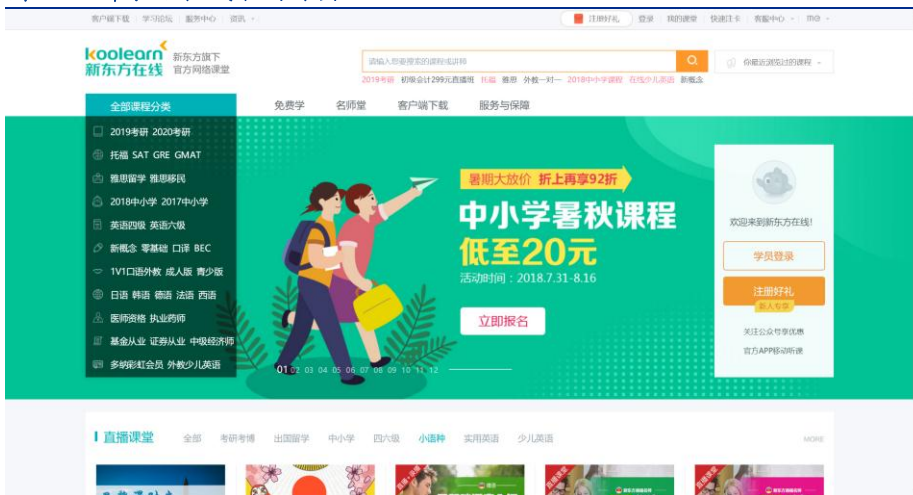 客户端下载 学习论坛 服务中心 资讯
注册好礼 登录 我的课堂 快速注卡 客服中心
koolearn
新东方在线
新东方旗下
官方网络课堂
请输入您要搜索的课程或讲师
你最近浏览过的课程
2019考研 初级会计299元直播班 托福 雅思 外教一对一 2018中小学课程 在线少儿英语 新概念
全部课程分类 免费学 名师堂 客户端下载 服务与保障
2019考研 2020考研
托福 SAT GRE GMAT
雅思留学 雅思移民
2018中小学 2017中小学
英语四级 英语六级
新概念 零基础 口译 BEC
1V1口语外教 成人版 青少版
日语 韩语 德语 法语 西语
医师资格 执业药师
基金从业 证券从业 中级经济师
多纳彩虹会员 外教少儿英语
暑期大放价 折上再享92折
中小学暑秋课程
低至20元
活动时间:2018.7.31-8.16
立即报名
01 02 03 04 05 06 07 08 09 10 11 12
欢迎来到新东方在线!
学员登录
注册好礼
新人专享
关注公众号享优惠
官方APP移动听课
直播课堂 全部 考研考博 出国留学 中小学 四六级 小语种 实用英语 少儿英语 MORE